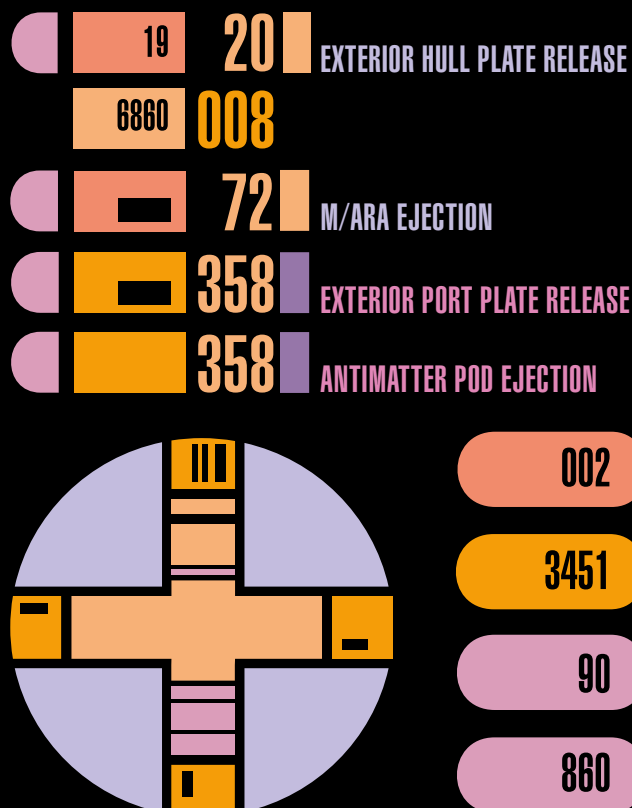 19 20 EXTERIOR HULL PLATE RELEASE
6860 008
72 M/ARA EJECTION
358 EXTERIOR PORT PLATE RELEASE
358 ANTIMATTER POD EJECTION
002
3451
90
860